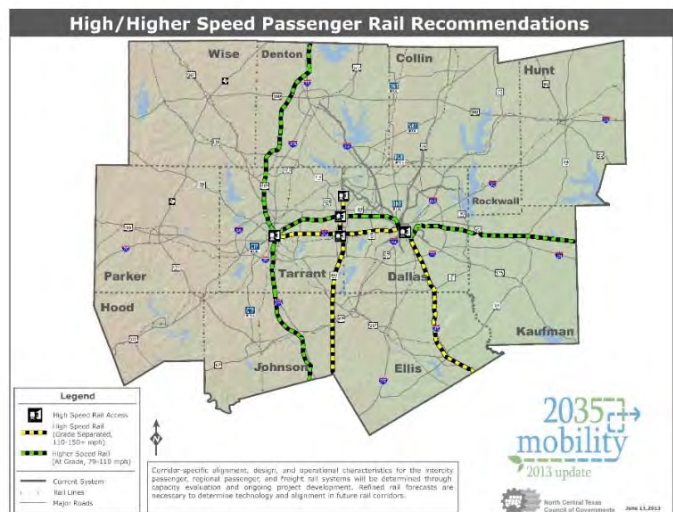 High/Higher Speed Passenger Rail Recommendations
Wise
Denton
Collin
Hunt
Rockwall
Parker
Tarrant
Dallas
Hood
Johnson
Ellis
Kaufman
Legend
High Speed Rail Access
High Speed Rail
(Grade Separated,
110-150+ mph)
Higher Speed Rail
(At Grade, 79-110 mph)
Current System
Rail Lines
Major Roads
N
Corridor-specific alignment, design, and operational characteristics for the intercity
passenger, regional passenger, and freight rail systems will be determined through
capacity evaluation and ongoing project development. Refined rail forecasts are
necessary to determine technology and alignment in future rail corridors.
2035
mobility
2013 update
North Central Texas
Council of Governments
June 13, 2013